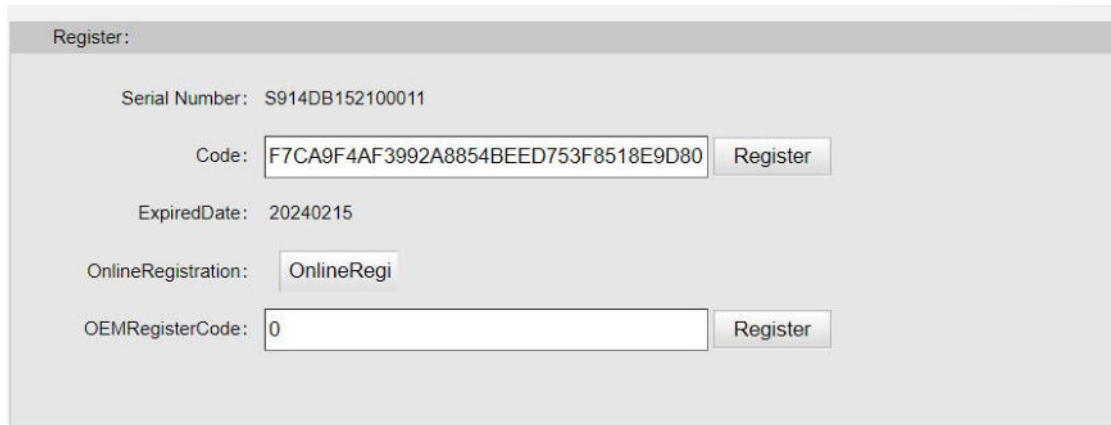 Register:
Serial Number: S914DB152100011
Code: F7CA9F4AF3992A8854BEED753F8518E9D80 Register
ExpiredDate: 20240215
OnlineRegistration: OnlineRegi
OEMRegisterCode: 0 Register